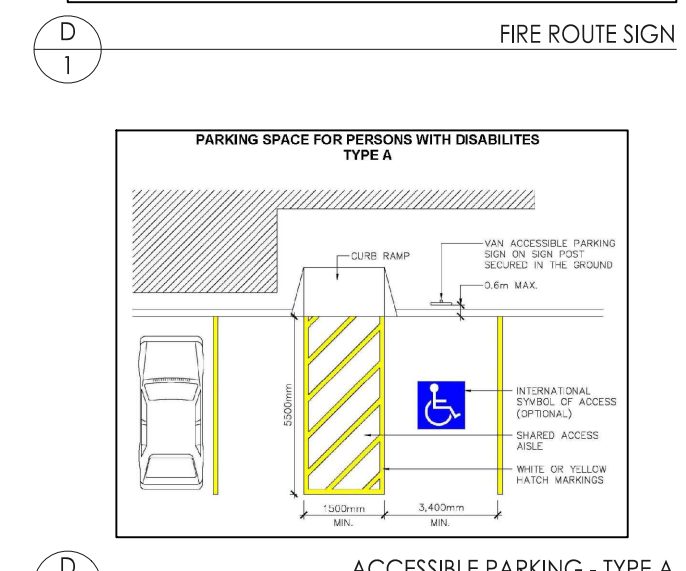 D
1
FIRE ROUTE SIGN
PARKING SPACE FOR PERSONS WITH DISABILITES
TYPE A
CURB RAMP
VAN ACCESSIBLE PARKING
SIGN ON SIGN POST
SECURED IN THE GROUND
0.6m MAX.
5500mm
INTERNATIONAL
SYVBOL OF ACCESS
(OPTIONAL)
SHARED ACCESS
AISLE
WHITE OR YELLOW
HATCH MARKINGS
1500mm
MIN.
3,400mm
MIN.
D
ACCESSIBLE PARKING - TYPE A